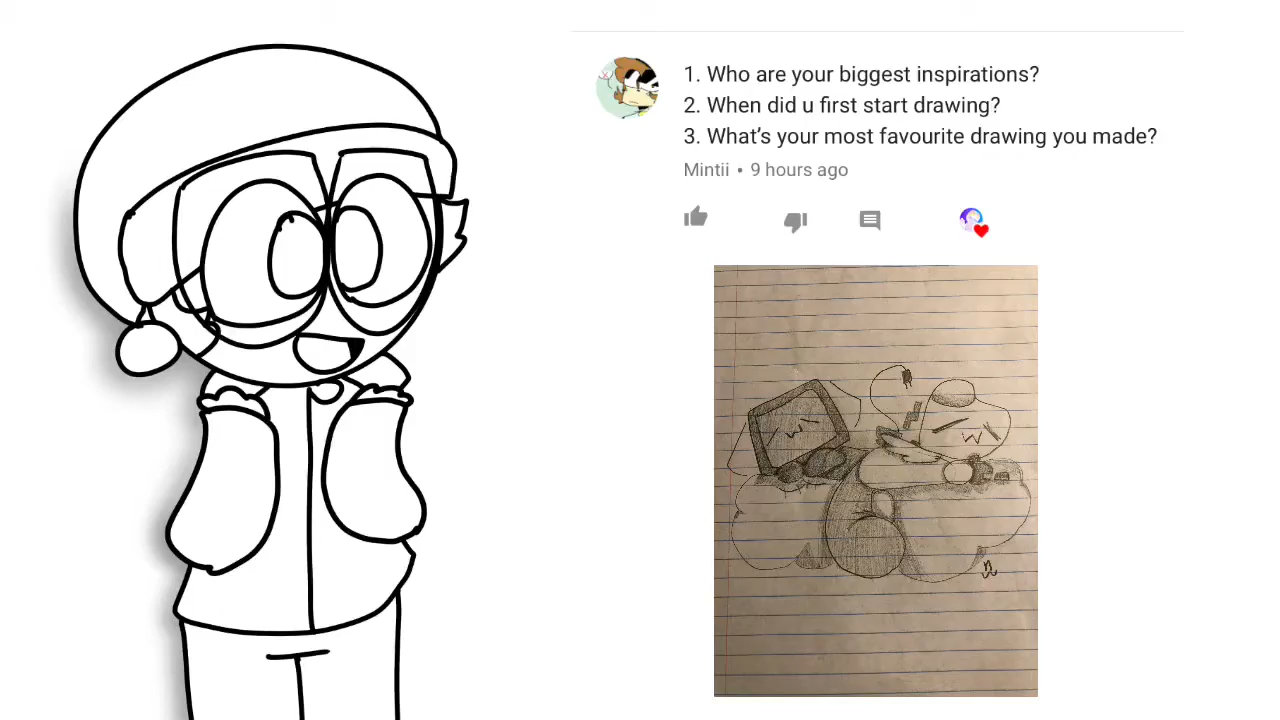 1. Who are your biggest inspirations?
2. When did u first start drawing?
3. What's your most favourite drawing you made?
Mintii • 9 hours ago